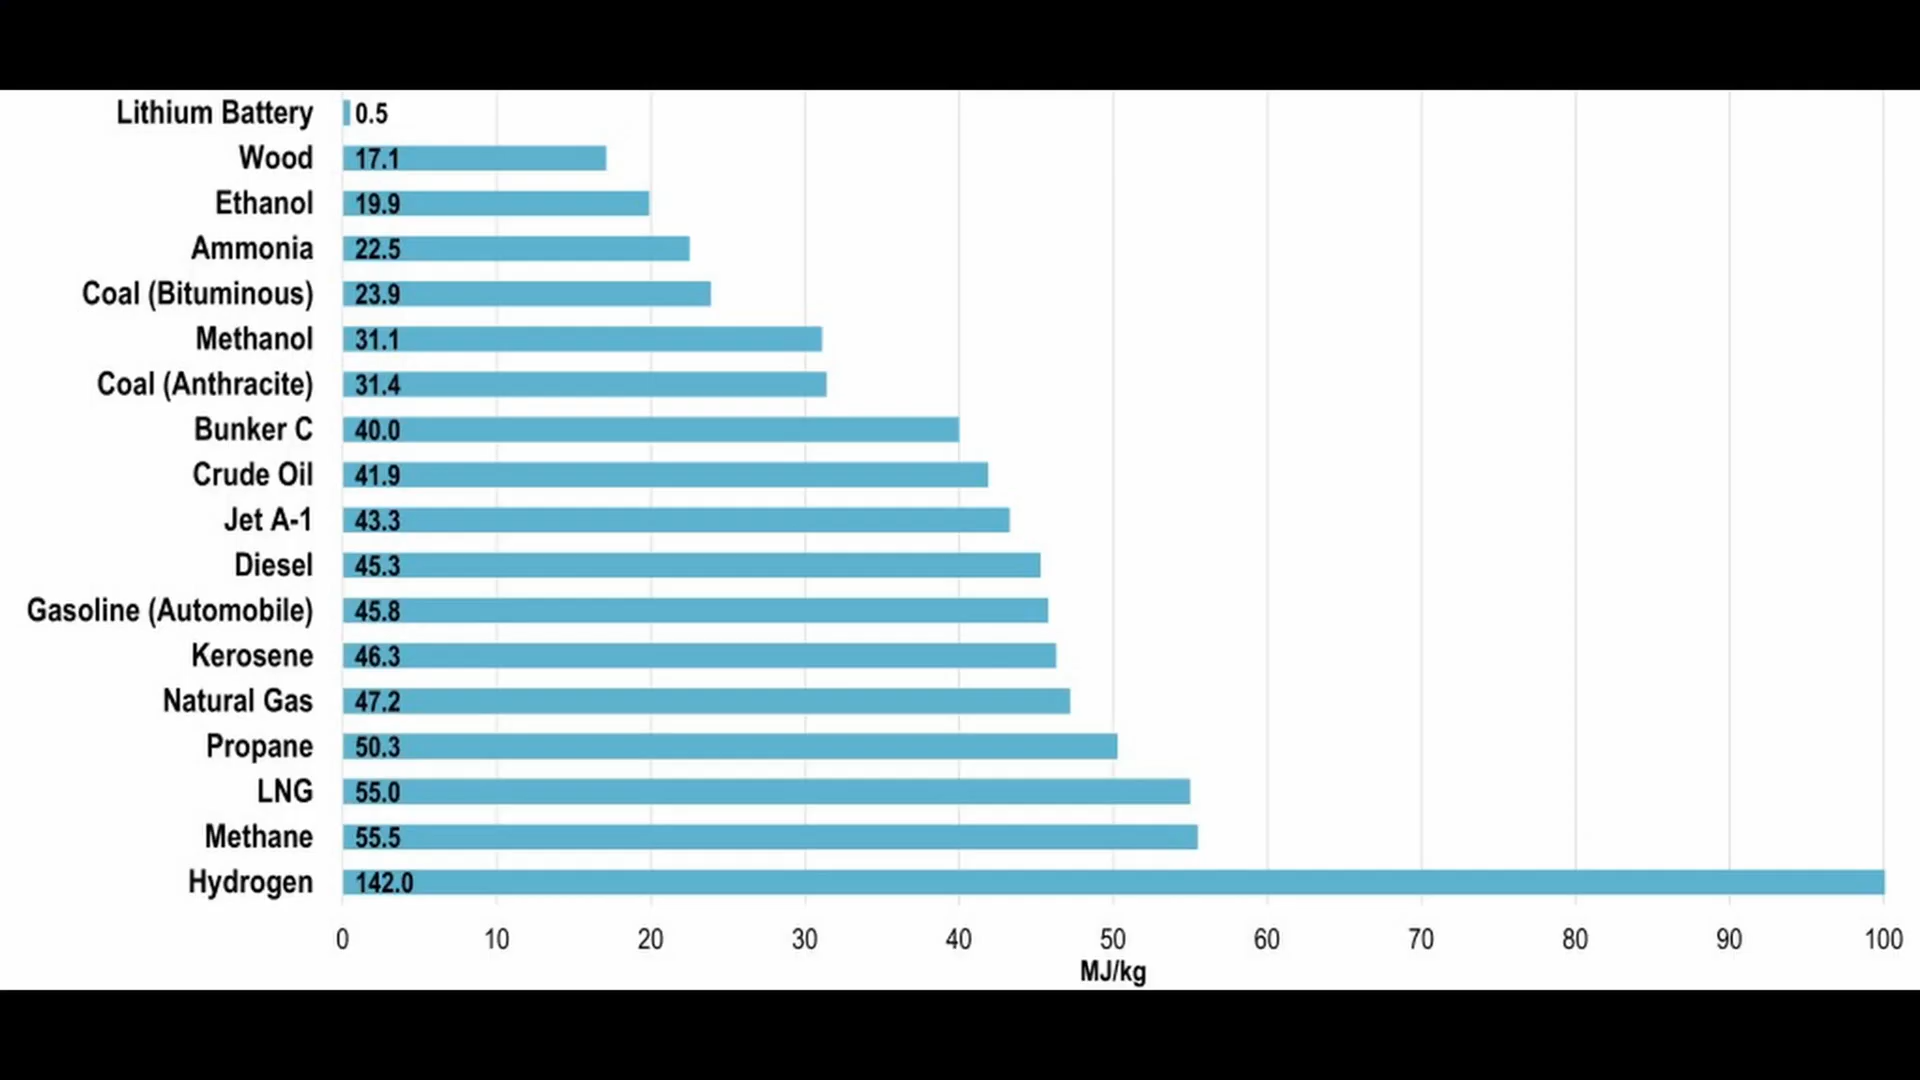 Lithium Battery 0.5
Wood 17.1
Ethanol 19.9
Ammonia 22.5
Coal (Bituminous) 23.9
Methanol 31.1
Coal (Anthracite) 31.4
Bunker C 40.0
Crude Oil 41.9
Jet A-1 43.3
Diesel 45.3
Gasoline (Automobile) 45.8
Kerosene 46.3
Natural Gas 47.2
Propane 50.3
LNG 55.0
Methane 55.5
Hydrogen 142.0
0 10 20 30 40 50 60 70 80 90 100
MJ/kg